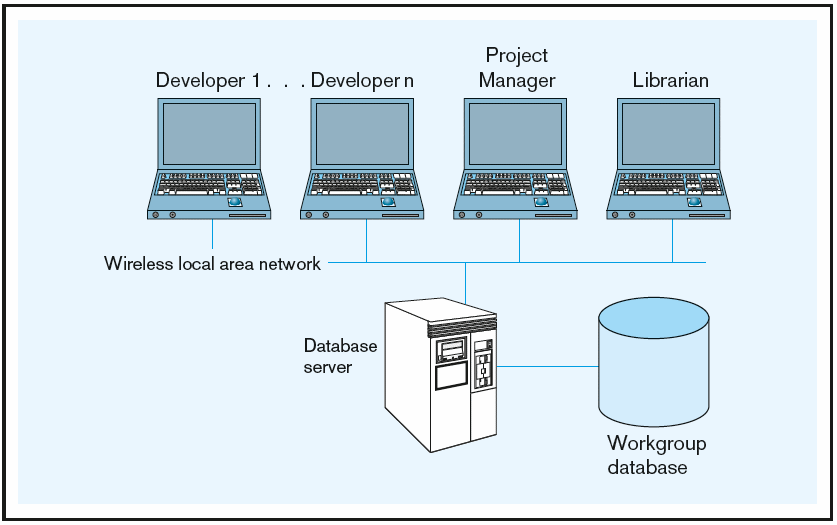 Developer 1 . . . Developer n
Project
Manager
Librarian
Wireless local area network
Database
server
Workgroup
database